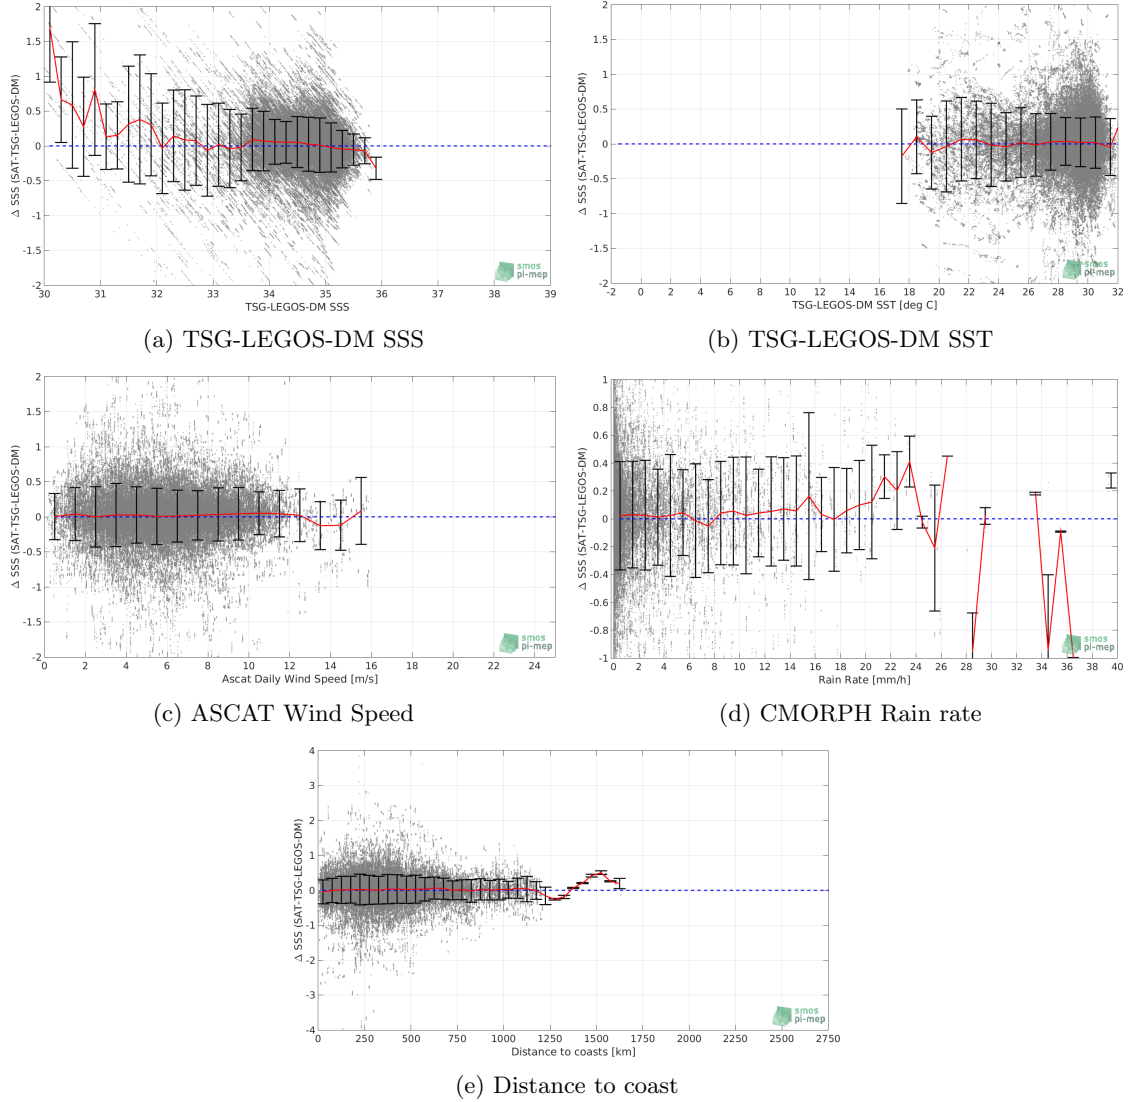 2
1.5
1
0.5
0
-0.5
-1
-1.5
-2
Δ SSS (SAT-TSG-LEGOS-DM)
30 31 32 33 34 35 36 37 38 39
TSG-LEGOS-DM SSS
smos
pi-mep
(a) TSG-LEGOS-DM SSS
2
1.5
1
0.5
0
-0.5
-1
-1.5
-2
Δ SSS (SAT-TSG-LEGOS-DM)
-2 0 2 4 6 8 10 12 14 16 18 20 22 24 26 28 30 32
TSG-LEGOS-DM SST [deg C]
smos
pi-mep
(b) TSG-LEGOS-DM SST
2
1.5
1
0.5
0
-0.5
-1
-1.5
-2
Δ SSS (SAT-TSG-LEGOS-DM)
0 2 4 6 8 10 12 14 16 18 20 22 24
Ascat Daily Wind Speed [m/s]
smos
pi-mep
(c) ASCAT Wind Speed
1
0.8
0.6
0.4
0.2
0
-0.2
-0.4
-0.6
-0.8
-1
Δ SSS (SAT-TSG-LEGOS-DM)
0 2 4 6 8 10 12 14 16 18 20 22 24 26 28 30 32 34 36 38 40
Rain Rate [mm/h]
smos
pi-mep
(d) CMORPH Rain rate
4
3
2
1
0
-1
-2
-3
-4
Δ SSS (SAT-TSG-LEGOS-DM)
0 250 500 750 1000 1250 1500 1750 2000 2250 2500 2750
Distance to coasts [km]
smos
pi-mep
(e) Distance to coast